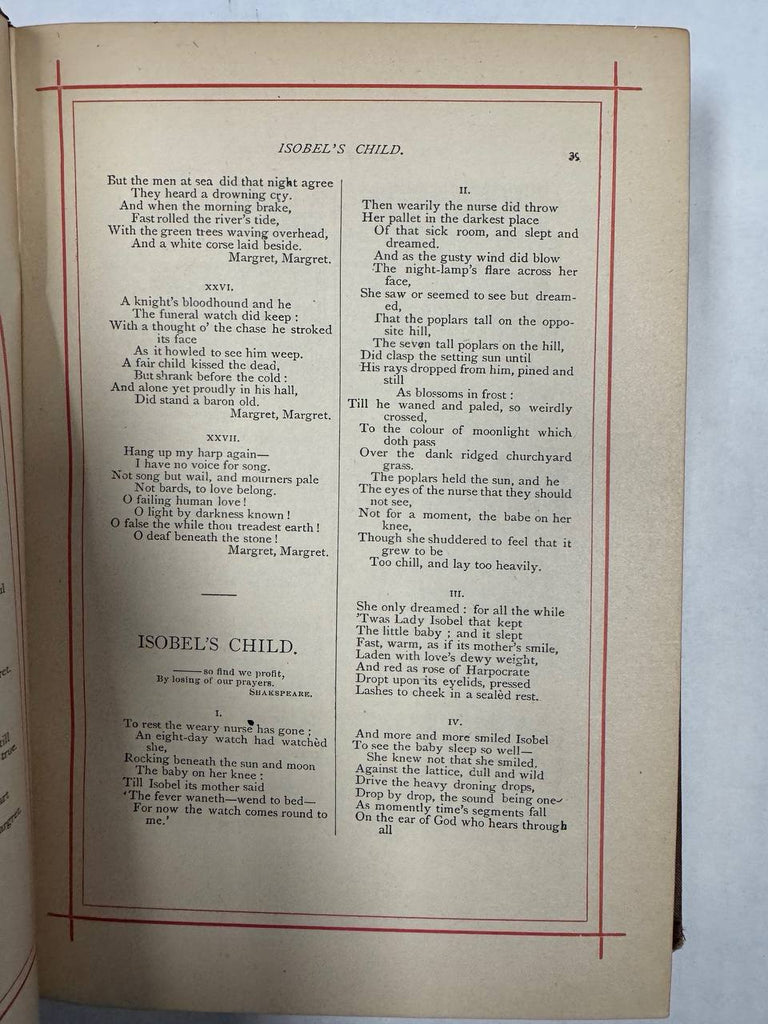 ISOBEL'S CHILD.
35
But the men at sea did that night agree
They heard a drowning cry.
And when the morning brake,
Fast rolled the river's tide,
With the green trees waving overhead,
And a white corse laid beside.
Margret, Margret.
XXVI.
A knight's bloodhound and he
The funeral watch did keep :
With a thought o' the chase he stroked
its face
As it howled to see him weep.
A fair child kissed the dead,
But shrank before the cold :
And alone yet proudly in his hall,
Did stand a baron old.
Margret, Margret.
XXVII.
Hang up my harp again—
I have no voice for song.
Not song but wail, and mourners pale
Not bards, to love belong.
O failing human love !
O light by darkness known !
O false the while thou treadest earth !
O deaf beneath the stone !
Margret, Margret.
ISOBEL'S CHILD.
——so find we profit,
By losing of our prayers.
SHAKSPEARE.
I.
To rest the weary nurse has gone ;
An eight-day watch had watchèd
she,
Rocking beneath the sun and moon
The baby on her knee :
Till Isobel its mother said
'The fever waneth—wend to bed—
For now the watch comes round to
me.'
II.
Then wearily the nurse did throw
Her pallet in the darkest place
Of that sick room, and slept and
dreamed.
And as the gusty wind did blow
The night-lamp's flare across her
face,
She saw or seemed to see but dream-
ed,
That the poplars tall on the oppo-
site hill,
The seven tall poplars on the hill,
Did clasp the setting sun until
His rays dropped from him, pined and
still
As blossoms in frost :
Till he waned and paled, so weirdly
crossed,
To the colour of moonlight which
doth pass
Over the dank ridged churchyard
grass.
The poplars held the sun, and he
The eyes of the nurse that they should
not see,
Not for a moment, the babe on her
knee,
Though she shuddered to feel that it
grew to be
Too chill, and lay too heavily.
III.
She only dreamed : for all the while
'Twas Lady Isobel that kept
The little baby ; and it slept
Fast, warm, as if its mother's smile,
Laden with love's dewy weight,
And red as rose of Harpocrate
Dropt upon its eyelids, pressed
Lashes to cheek in a sealèd rest.
IV.
And more and more smiled Isobel
To see the baby sleep so well—
She knew not that she smiled.
Against the lattice, dull and wild
Drive the heavy droning drops,
Drop by drop, the sound being one—
As momently time's segments fall
On the ear of God who hears through
all